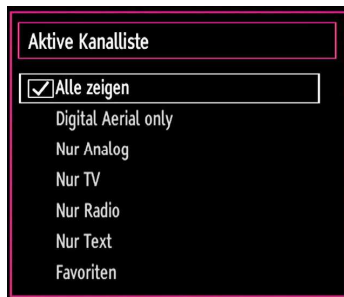 Aktive Kanalliste
Alle zeigen
Digital Aerial only
Nur Analog
Nur TV
Nur Radio
Nur Text
Favoriten